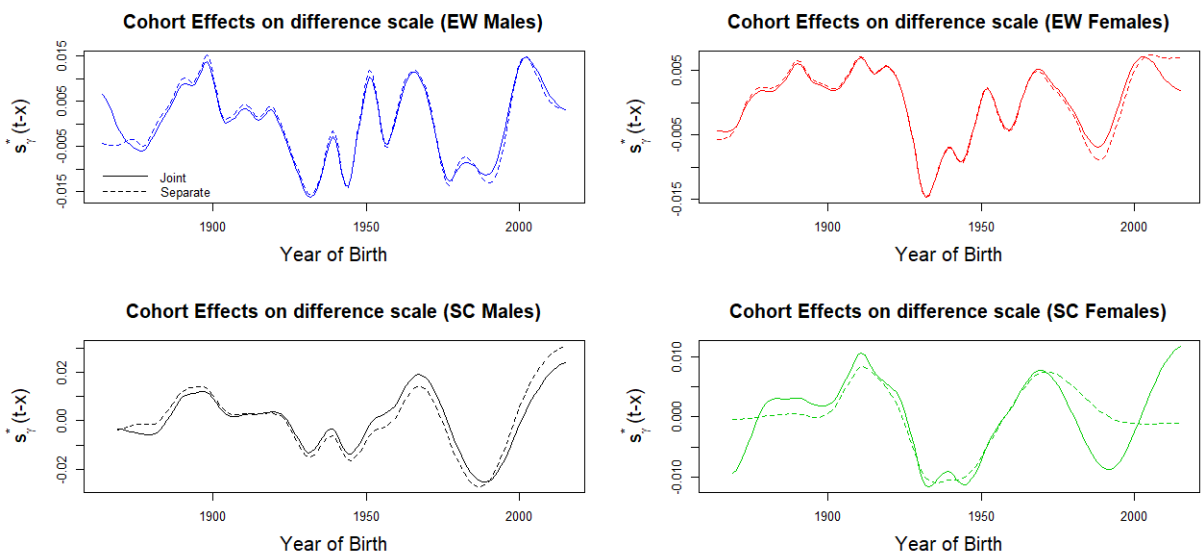 Cohort Effects on difference scale (EW Males)
s*γ (t-x)
0.015
0.005
-0.005
-0.015
Joint
Separate
1900
1950
2000
Year of Birth
Cohort Effects on difference scale (EW Females)
s*γ (t-x)
0.005
-0.005
-0.015
1900
1950
2000
Year of Birth
Cohort Effects on difference scale (SC Males)
s*γ (t-x)
0.02
0.00
-0.02
1900
1950
2000
Year of Birth
Cohort Effects on difference scale (SC Females)
s*γ (t-x)
0.010
0.000
-0.010
1900
1950
2000
Year of Birth